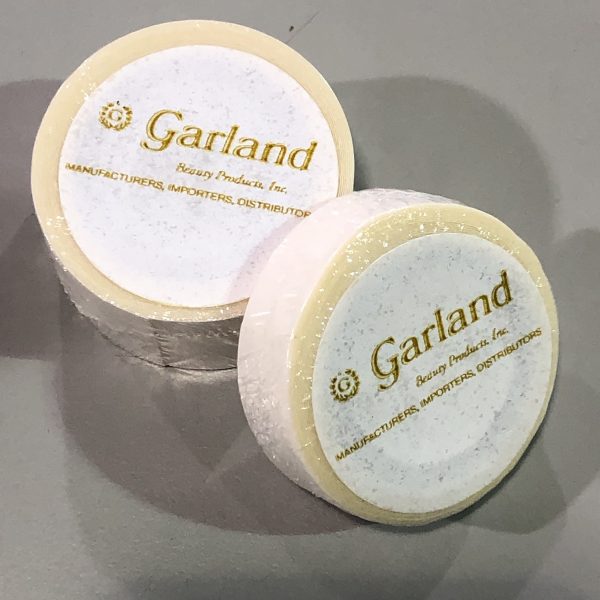 G Garland
Beauty Products, Inc.
MANUFACTURERS, IMPORTERS, DISTRIBUTORS
G Garland
Beauty Products, Inc.
MANUFACTURERS, IMPORTERS, DISTRIBUTORS